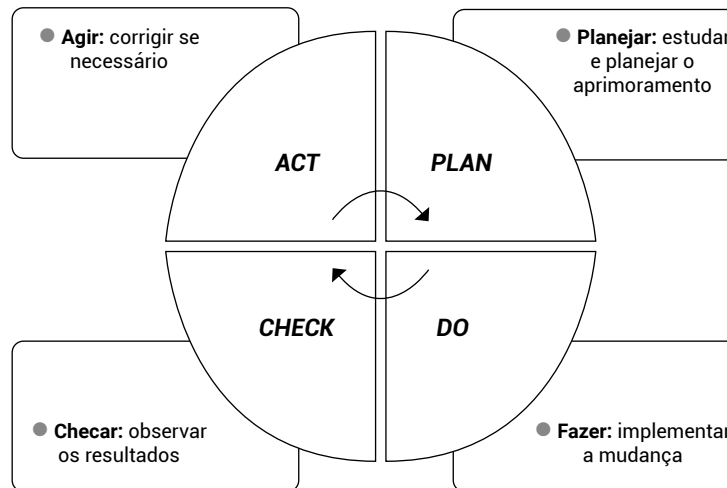 Agir: corrigir se
necessário
Planejar: estudar
e planejar o
aprimoramento
ACT
PLAN
CHECK
DO
Checar: observar
os resultados
Fazer: implementar
a mudança